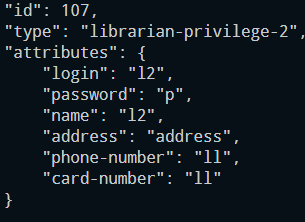 "id": 107,
"type": "librarian-privilege-2",
"attributes": {
    "login": "l2",
    "password": "p",
    "name": "l2",
    "address": "address",
    "phone-number": "ll",
    "card-number": "ll"
}